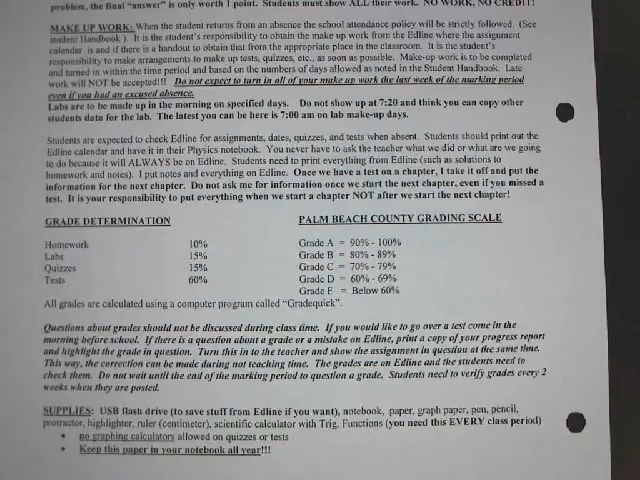 problem, the final "answer" is only worth 1 point. Students must show ALL their work. NO WORK, NO CREDIT!
MAKE UP WORK: When the student returns from an absence the school attendance policy will be strictly followed. (See
student Handbook ). It is the student's responsibility to obtain the make up work from Edline where the assignment
calendar is and if there is a handout to obtain that from the appropriate place in the classroom. It is the student's
responsibility to make arrangements to make up tests, quizzes, etc., as soon as possible. Make-up work is to be completed
and turned in within the time period and based on the numbers of days allowed as noted in the Student Handbook. Late
work will NOT be accepted!!! Do not expect to turn in all of your make up work the last week of the marking period
even if you had an excused absence.
Labs are to be made up in the morning on specified days. Do not show up at 7:20 and think you can copy other
students data for the lab. The latest you can be here is 7:00 am on lab make-up days.
Students are expected to check Edline for assignments, dates, quizzes, and tests when absent. Students should print out the
Edline calendar and have it in their Physics notebook. You never have to ask the teacher what we did or what are we going
to do because it will ALWAYS be on Edline. Students need to print everything from Edline (such as solutions to
homework and notes). I put notes and everything on Edline. Once we have a test on a chapter, I take it off and put the
information for the next chapter. Do not ask me for information once we start the next chapter, even if you missed a
test. It is your responsibility to put everything when we start a chapter NOT after we start the next chapter!
GRADE DETERMINATION PALM BEACH COUNTY GRADING SCALE
Homework 10% Grade A = 90% - 100%
Labs 15% Grade B = 80% - 89%
Quizzes 15% Grade C = 70% - 79%
Tests 60% Grade D = 60% - 69%
Grade F = Below 60%
All grades are calculated using a computer program called "Gradequick".
Questions about grades should not be discussed during class time. If you would like to go over a test come in the
morning before school. If there is a question about a grade or a mistake on Edline, print a copy of your progress report
and highlight the grade in question. Turn this in to the teacher and show the assignment in question at the same time.
This way, the correction can be made during not teaching time. The grades are on Edline and the students need to
check them. Do not wait until the end of the marking period to question a grade. Students need to verify grades every 2
weeks when they are posted.
SUPPLIES: USB flash drive (to save stuff from Edline if you want), notebook, paper, graph paper, pen, pencil,
protractor, highlighter, ruler (centimeter), scientific calculator with Trig. Functions (you need this EVERY class period)
• no graphing calculators allowed on quizzes or tests
• Keep this paper in your notebook all year!!!